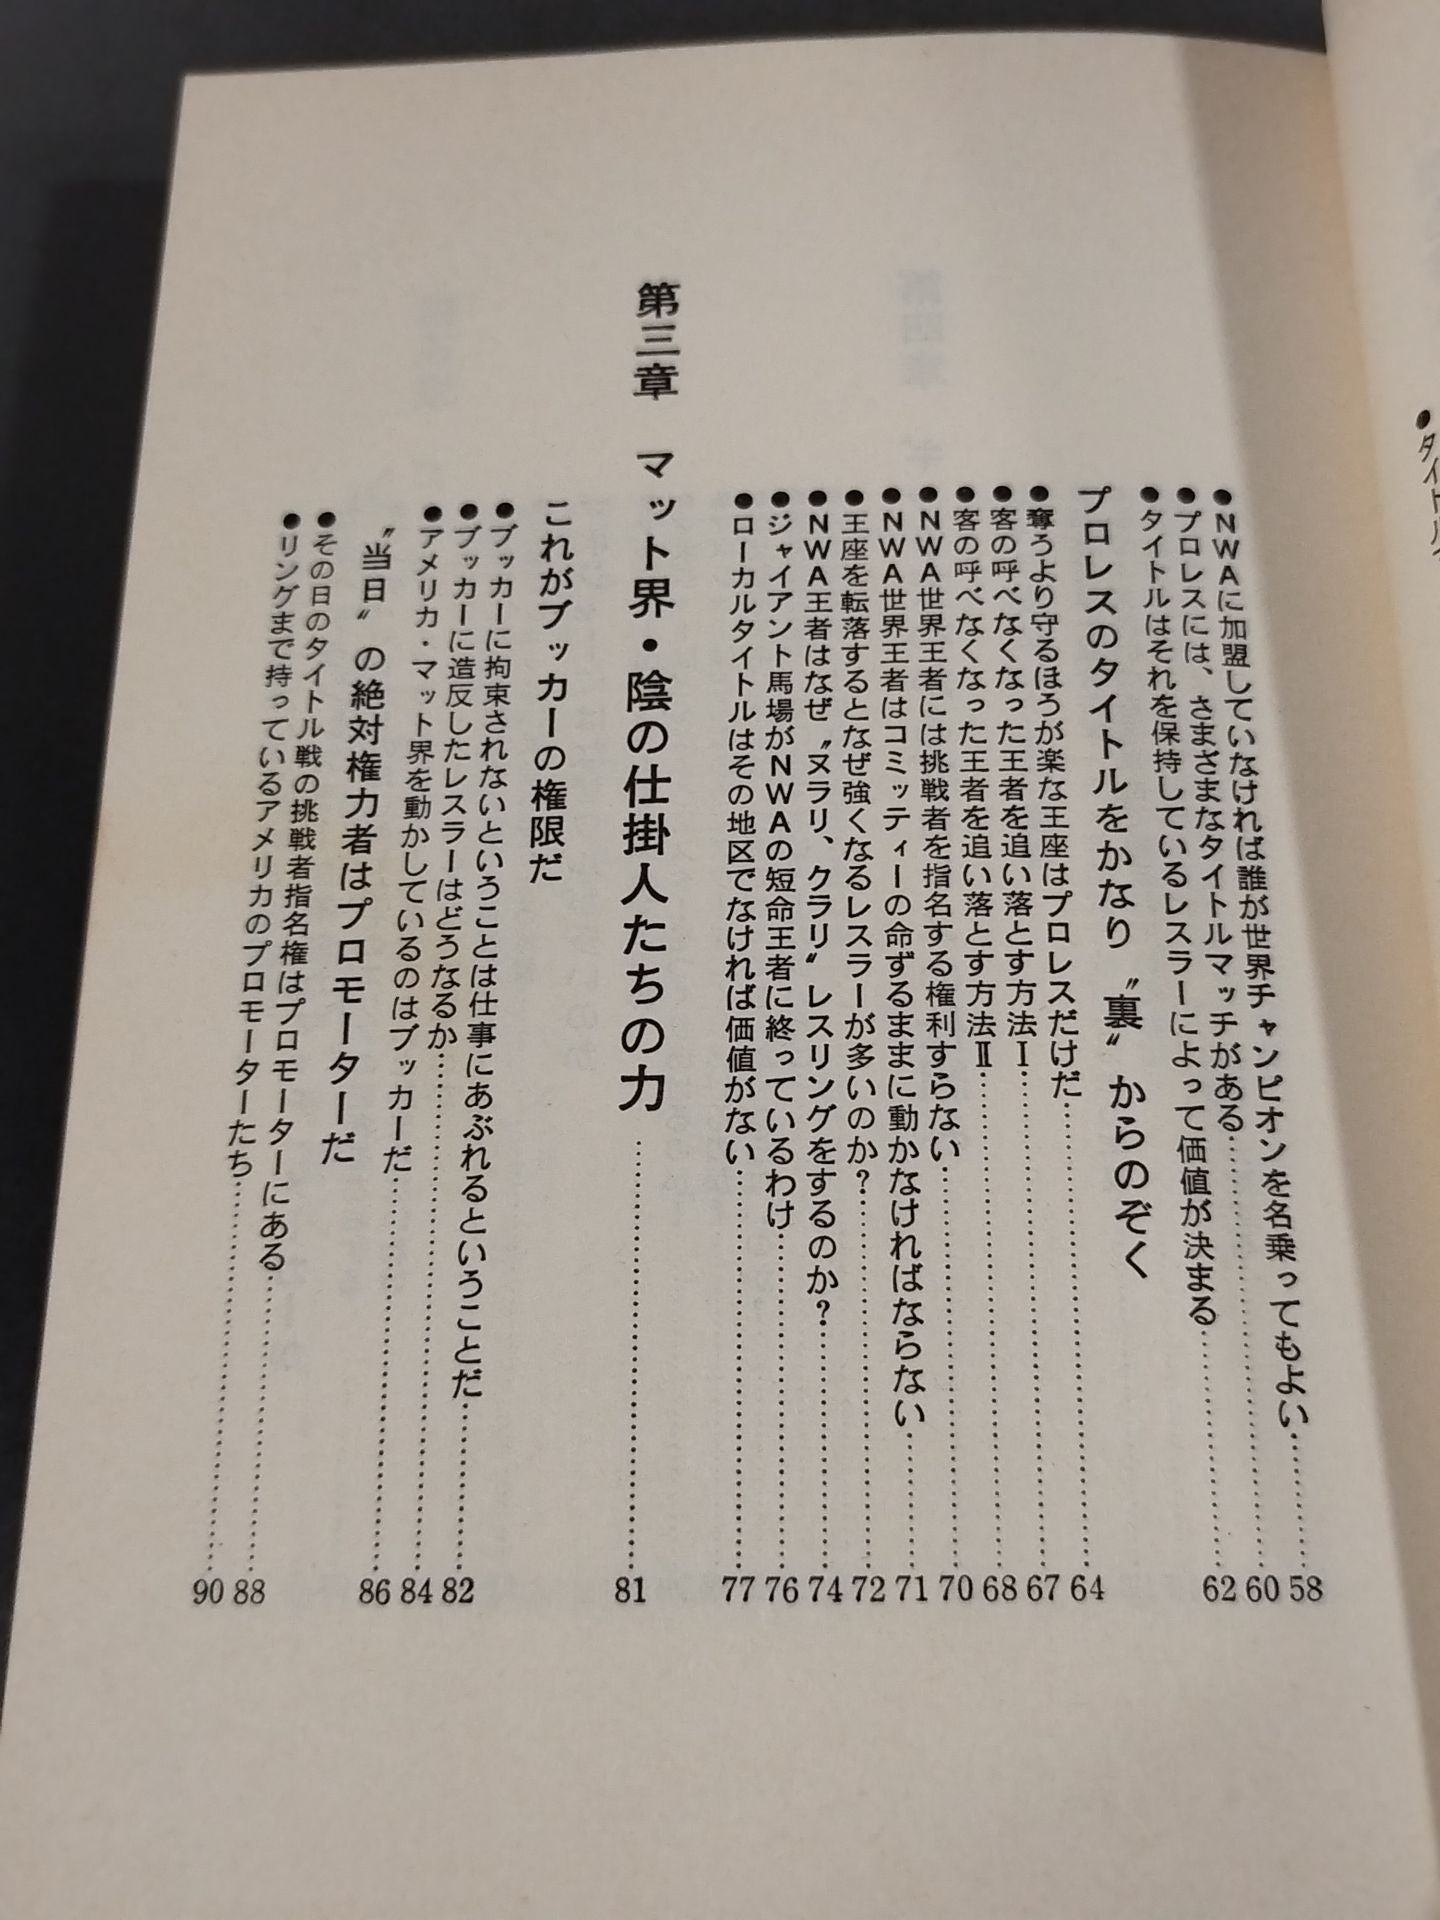 ●NWAに加盟していなければ誰が世界チャンピオンを名乗ってもよい……58
●プロレスには、さまざまなタイトルマッチがある……60
●タイトルはそれを保持しているレスラーによって価値が決まる……62
プロレスのタイトルをかなり〝裏〟からのぞく
●奪うより守るほうが楽な王座はプロレスだけだ……64
●客の呼べなくなった王者を追い落とす方法Ⅰ……67
●客の呼べなくなった王者を追い落とす方法Ⅱ……68
●NWA世界王者には挑戦者を指名する権利すらない……70
●NWA世界王者はコミッティーの命ずるままに動かなければならない……71
●王座を転落するとなぜ強くなるレスラーが多いのか?……72
●NWA王者はなぜ〝ヌラリ、クラリ〟レスリングをするのか?……74
●ジャイアント馬場がNWAの短命王者に終っているわけ……76
●ローカルタイトルはその地区でなければ価値がない……77
第三章 マット界・陰の仕掛人たちの力……81
これがブッカーの権限だ
●ブッカーに拘束されないということは仕事にあぶれるということだ……82
●ブッカーに造反したレスラーはどうなるか……84
●アメリカ・マット界を動かしているのはブッカーだ……86
〝当日〟の絶対権力者はプロモーターだ
●その日のタイトル戦の挑戦者指名権はプロモーターにある……88
●リングまで持っているアメリカのプロモーターたち……90
●タイトル